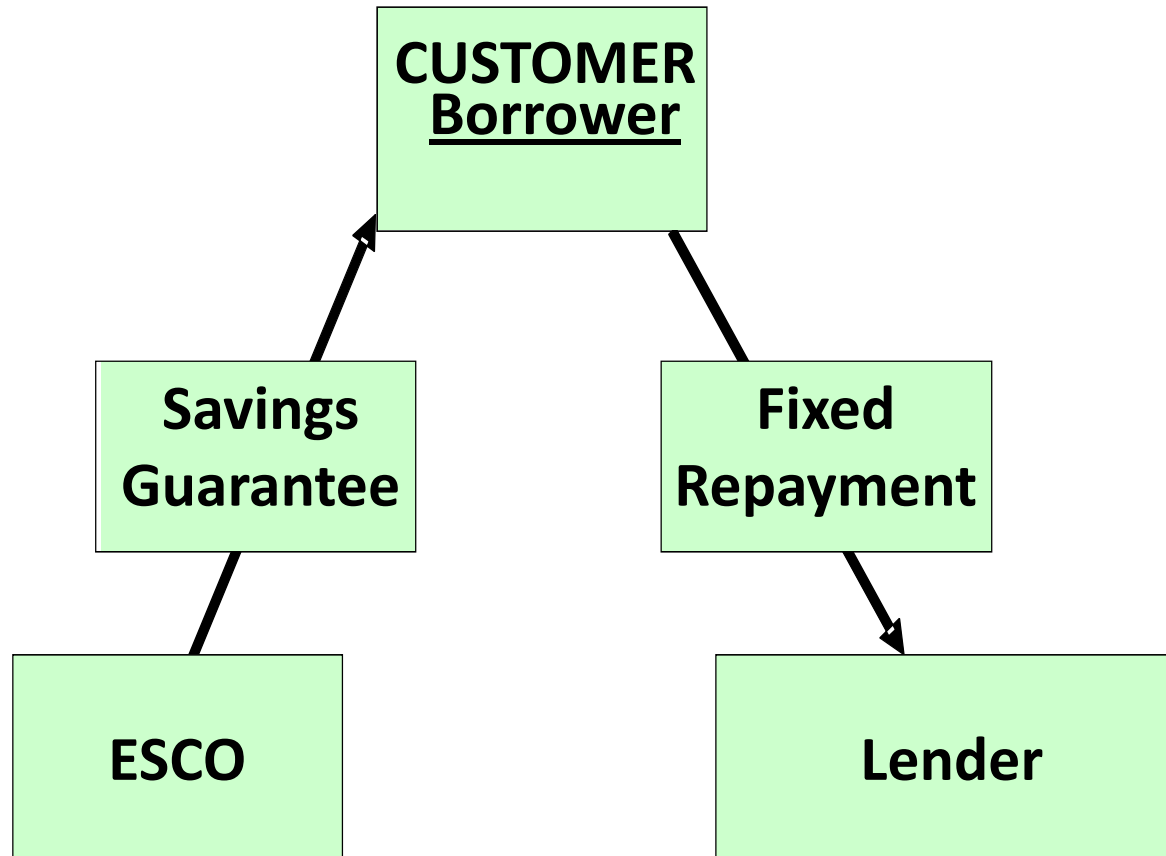 CUSTOMER
Borrower
Savings
Guarantee
Fixed
Repayment
ESCO
Lender